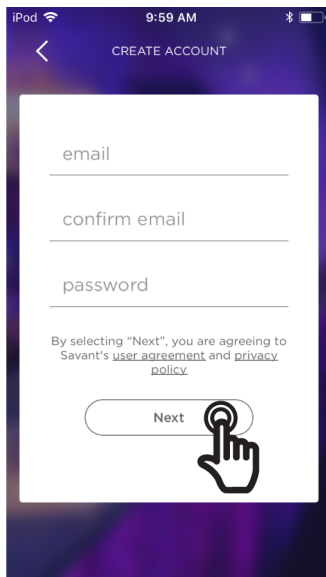 iPod 9:59 AM
CREATE ACCOUNT
email
confirm email
password
By selecting “Next”, you are agreeing to
Savant's user agreement and privacy
policy
Next